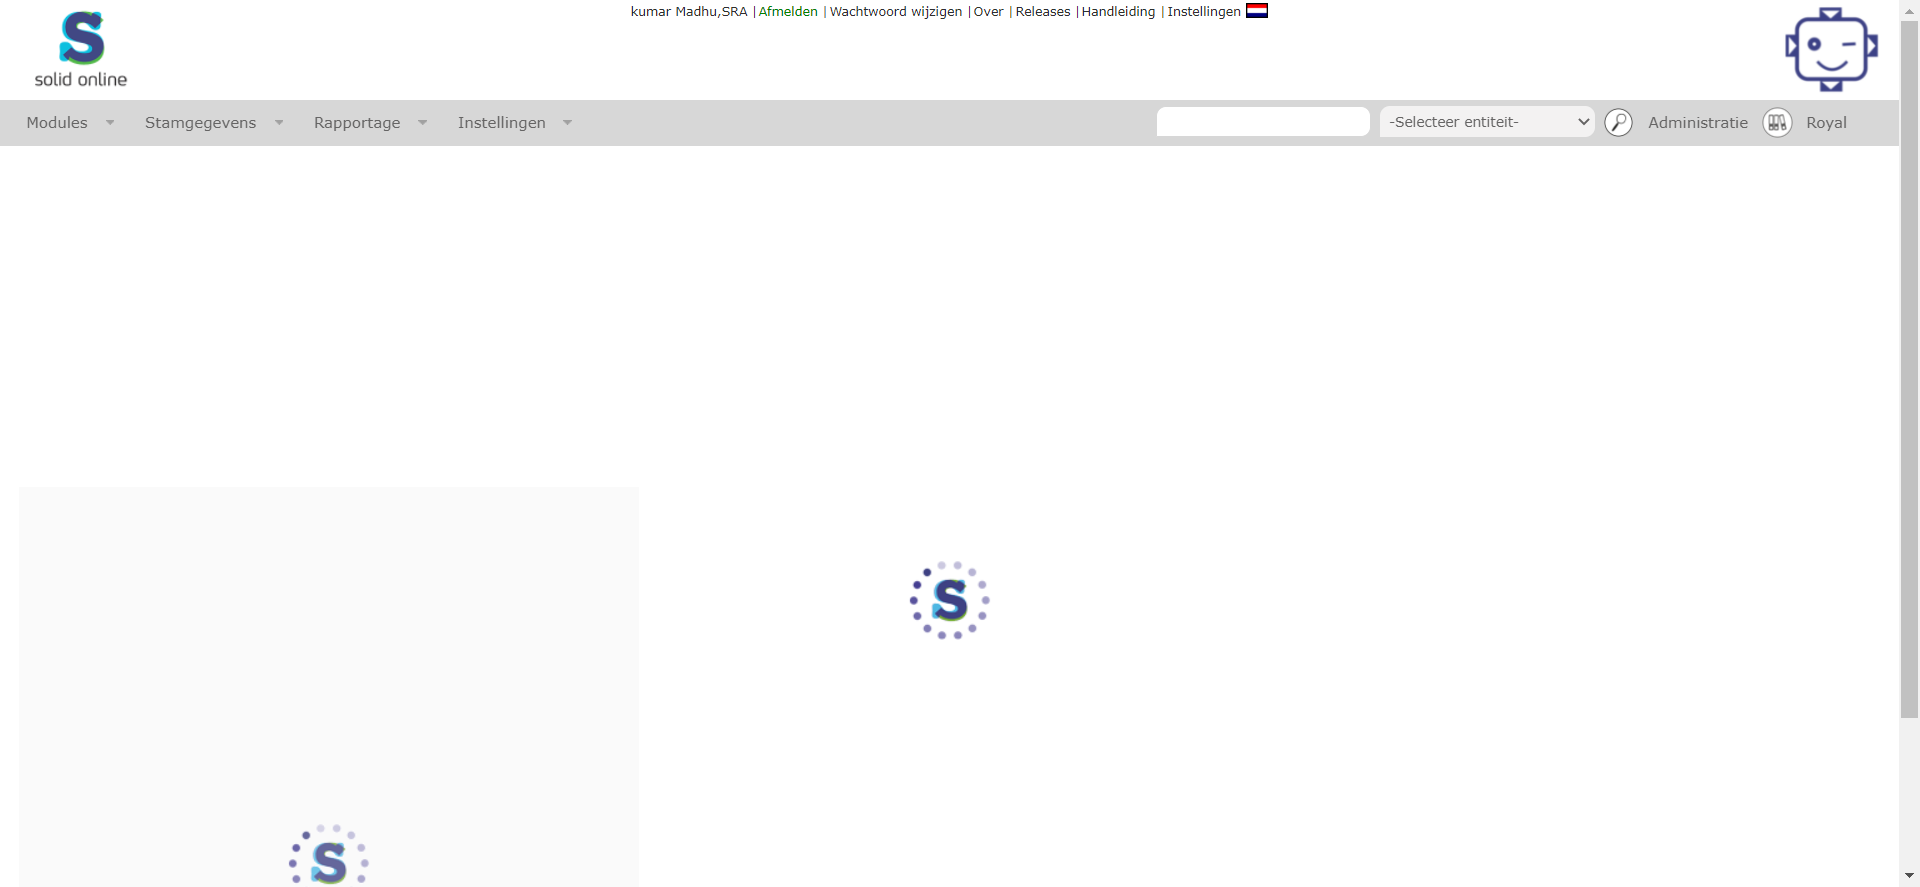 kumar Madhu,SRA |Afmelden |Wachtwoord wijzigen |Over |Releases |Handleiding |Instellingen
S
solid online
Modules Stamgegevens Rapportage Instellingen -Selecteer entiteit- Administratie Royal
S
S